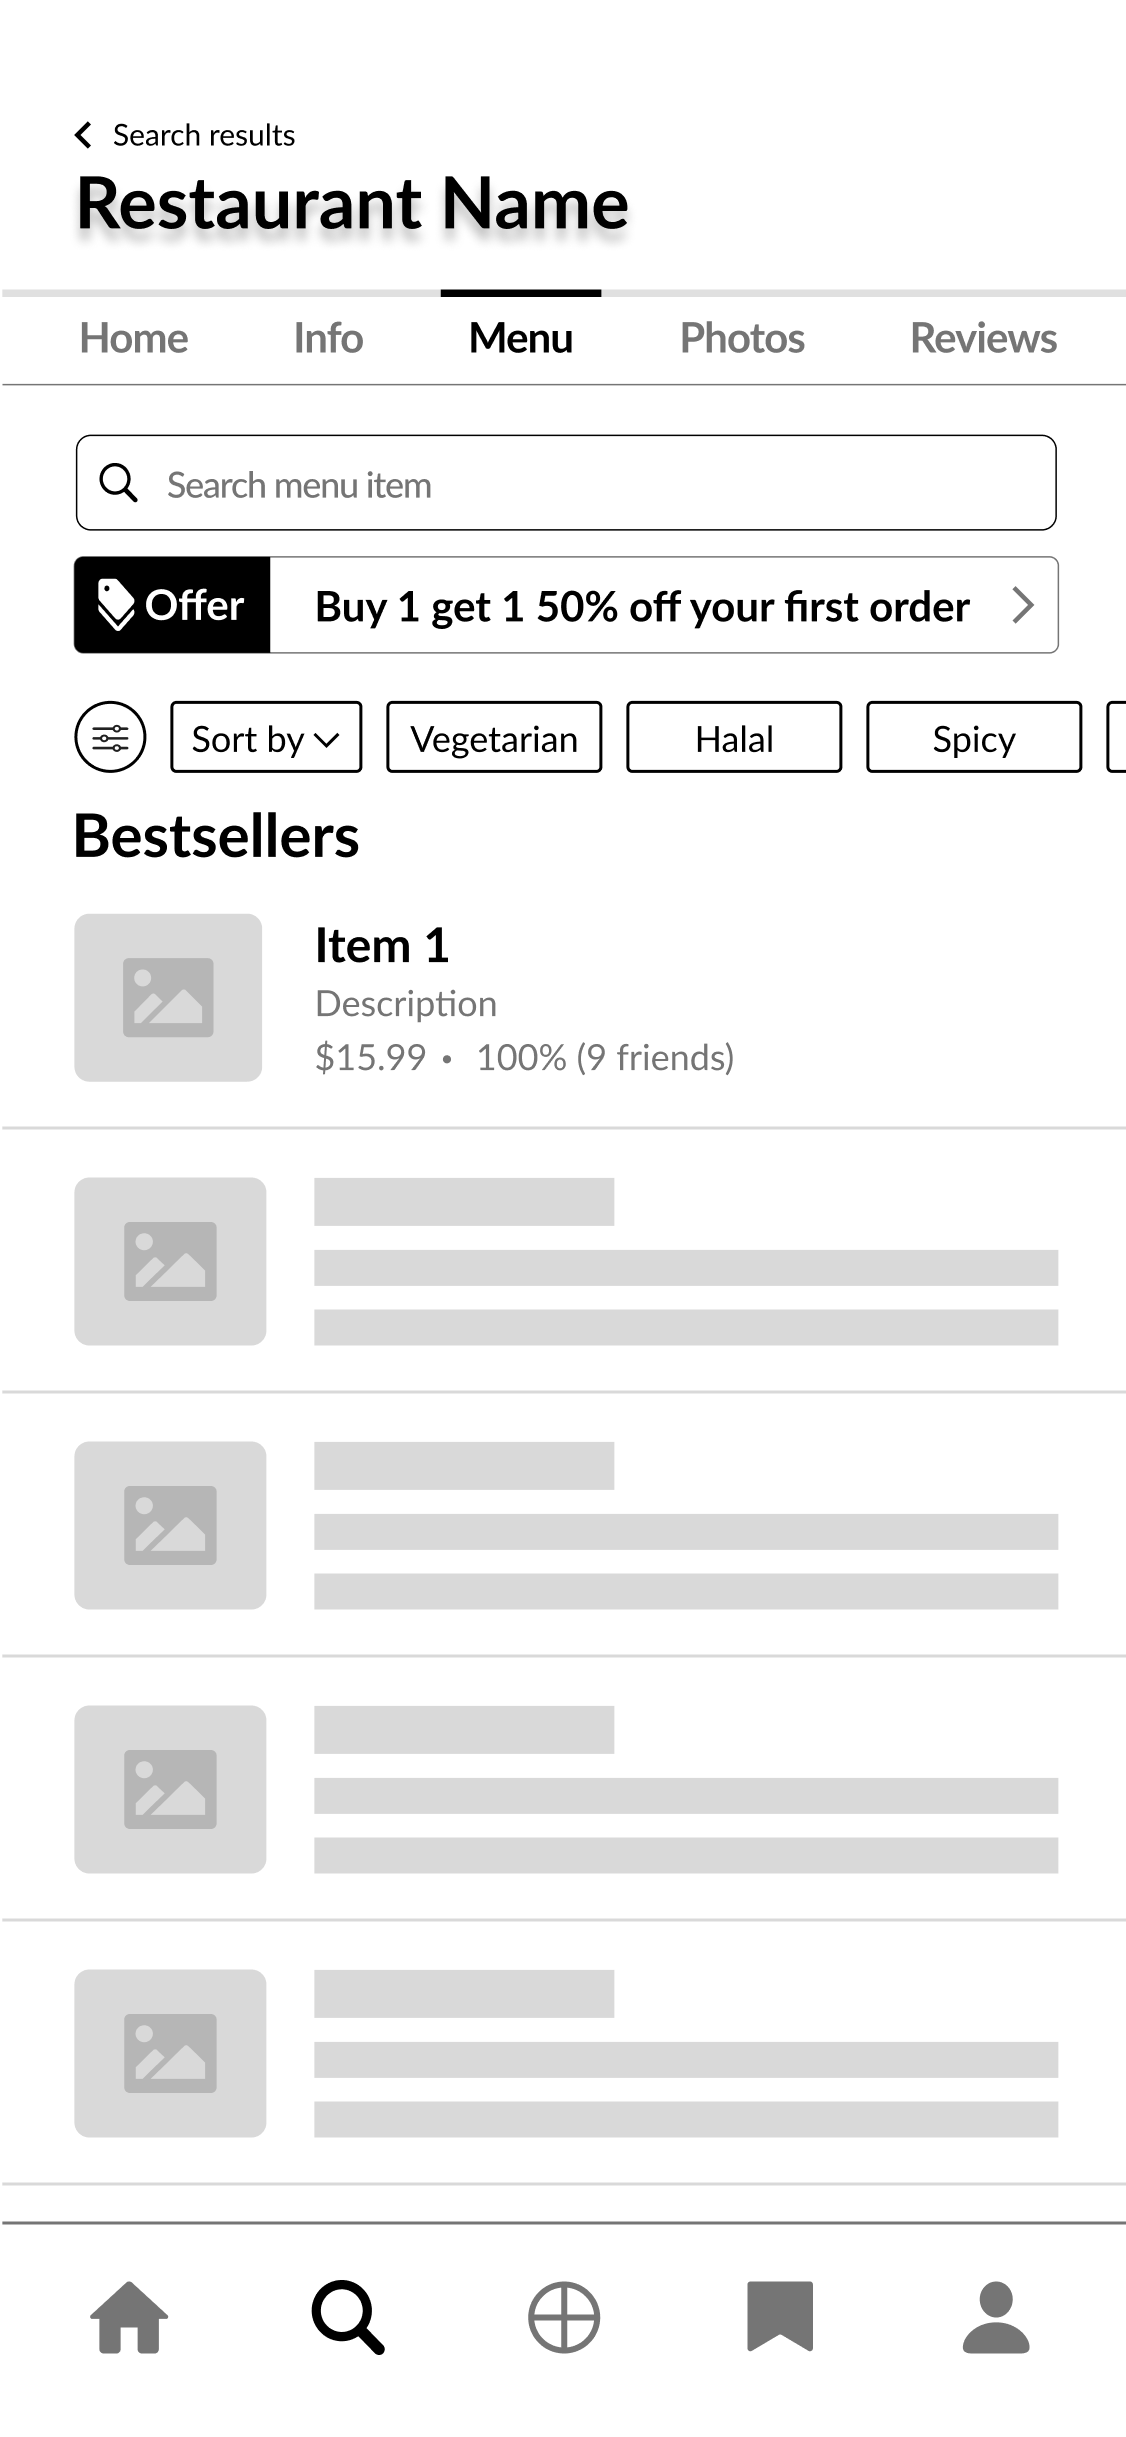 Search results
Restaurant Name
Home Info Menu Photos Reviews
Search menu item
Offer Buy 1 get 1 50% off your first order
Sort by Vegetarian Halal Spicy
Bestsellers
Item 1
Description
$15.99 • 100% (9 friends)